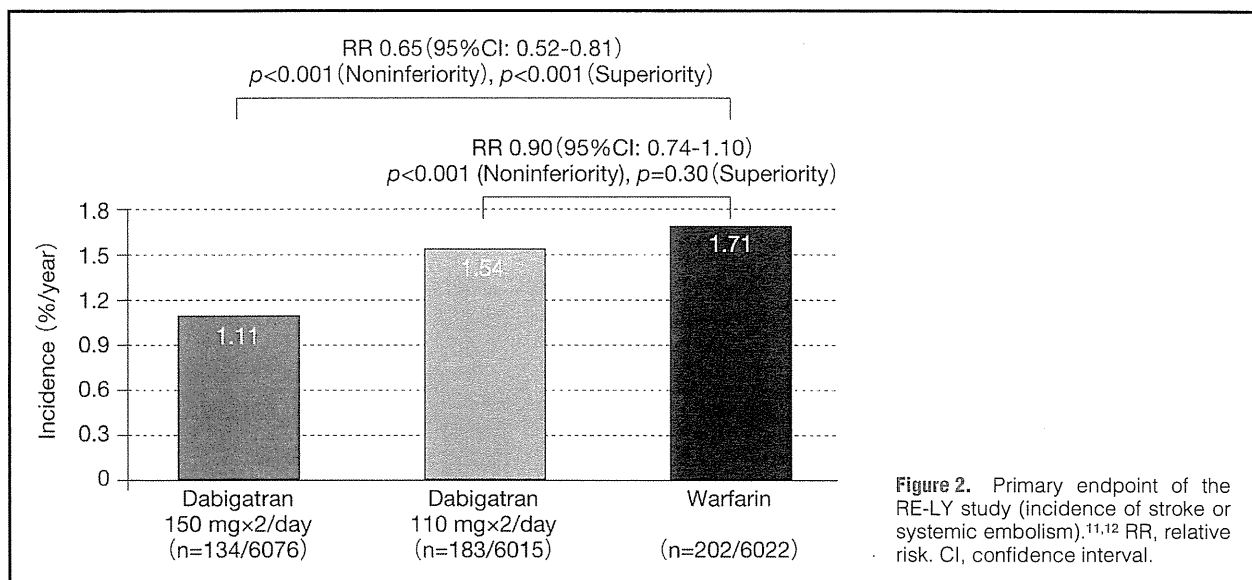 RR 0.65(95%CI: 0.52-0.81)
p<0.001(Noninferiority), p<0.001(Superiority)
RR 0.90(95%CI: 0.74-1.10)
p<0.001 (Noninferiority), p=0.30(Superiority)
Incidence (%/year)
1.8
1.5
1.2
0.9
0.6
0.3
0
1.11
1.54
1.71
Dabigatran
150 mg×2/day
(n=134/6076)
Dabigatran
110 mg×2/day
(n=183/6015)
Warfarin
(n=202/6022)
Figure 2. Primary endpoint of the
RE-LY study (incidence of stroke or
systemic embolism).11,12 RR, relative
risk. CI, confidence interval.